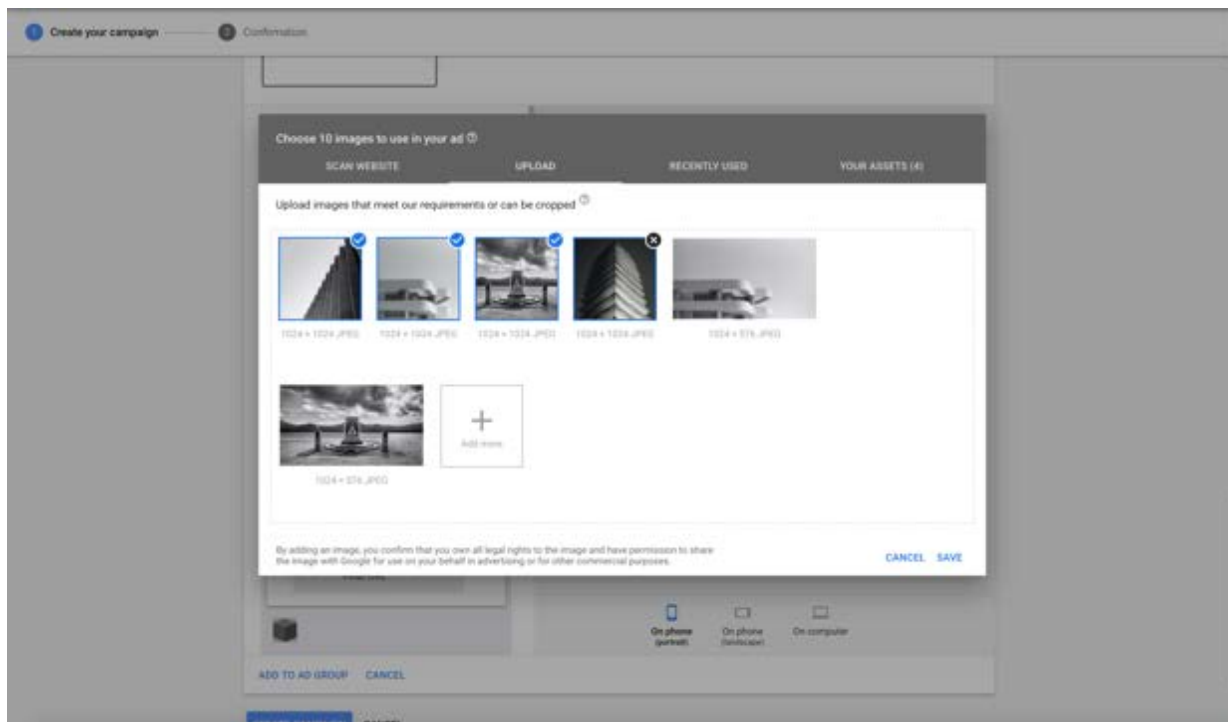 1 Create your campaign 2 Confirmation
Choose 10 images to use in your ad
SCAN WEBSITE UPLOAD RECENTLY USED YOUR ASSETS (4)
Upload images that meet our requirements or can be cropped
1024 × 1024 JPEG 1024 × 1024 JPEG 1024 × 1024 JPEG 1024 × 1024 JPEG 1024 × 576 JPEG
Add more
1024 × 576 JPEG
By adding an image, you confirm that you own all legal rights to the image and have permission to share
the image with Google for use on your behalf in advertising or for other commercial purposes.
CANCEL SAVE
On phone On phone On computer
(portrait) (landscape)
ADD TO AD GROUP CANCEL